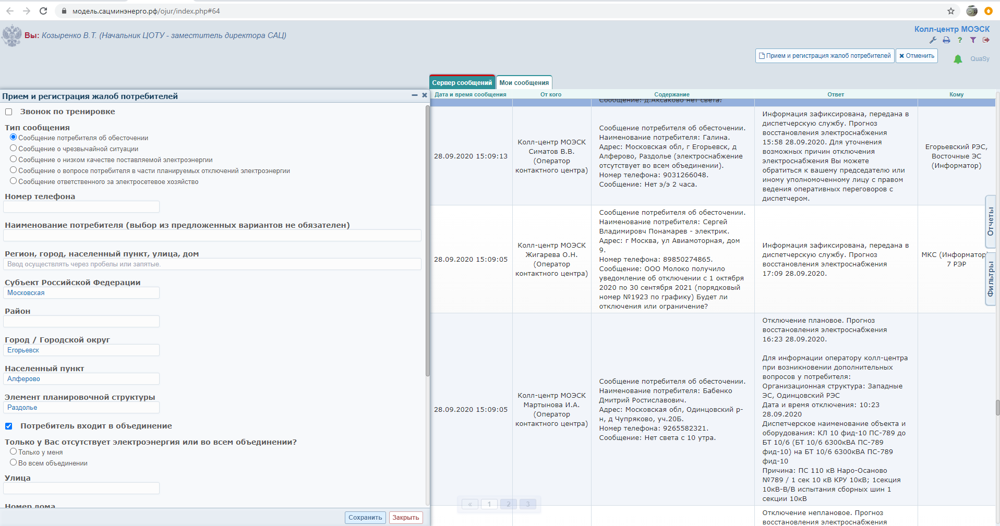 модель.сацминэнерго.рф/ojur/index.php#64
Вы: Козыренко В.Т. (Начальник ЦОТУ - заместитель директора САЦ)
Колл-центр МОЭСК
?
Прием и регистрация жалоб потребителей
Отменить
QuaSy
Сервер сообщений
Мои сообщения
Прием и регистрация жалоб потребителей
Звонок по тренировке
Тип сообщения
Сообщение потребителя об обесточении
Сообщение о чрезвычайной ситуации
Сообщение о низком качестве поставляемой электроэнергии
Сообщение о вопросе потребителя в части планируемых отключений электроэнергии
Сообщение ответственного за электросетевое хозяйство
Номер телефона
Наименование потребителя (выбор из предложенных вариантов не обязателен)
Регион, город, населенный пункт, улица, дом
Ввод осуществлять через пробелы или запятые.
Субъект Российской Федерации
Московская
Район
Город / Городской округ
Егорьевск
Населенный пункт
Алферово
Элемент планировочной структуры
Раздолье
Потребитель входит в объединение
Только у Вас отсутствует электроэнергия или во всем объединении?
Только у меня
Во всем объединении
Улица
Номер дома
Сохранить
Закрыть
Дата и время сообщения
От кого
Содержание
Ответ
Кому
Сообщение: д.Аксаково нет света.
28.09.2020 15:09:13
Колл-центр МОЭСК
Симатов В.В.
(Оператор
контактного центра)
Сообщение потребителя об обесточении.
Наименование потребителя: Галина.
Адрес: Московская обл, г Егорьевск, д
Алферово, Раздолье (электроснабжение
отсутствует во всем объединении).
Номер телефона: 9031266048.
Сообщение: Нет э/э 2 часа.
Информация зафиксирована, передана в
диспетчерскую службу. Прогноз
восстановления электроснабжения
15:58 28.09.2020. Для уточнения
возможных причин отключения
электроснабжения Вы можете
обратиться к вашему председателю или
иному уполномоченному лицу с правом
ведения оперативных переговоров с
диспетчером.
Егорьевский РЭС,
Восточные ЭС
(Информатор)
28.09.2020 15:09:05
Колл-центр МОЭСК
Жигарева О.Н.
(Оператор
контактного центра)
Сообщение потребителя об обесточении.
Наименование потребителя: Сергей
Владимировч Понамарев - электрик.
Адрес: г Москва, ул Авиамоторная, дом
9.
Номер телефона: 89850274865.
Сообщение: ООО Молоко получило
уведомление об отключении с 1 октября
2020 по 30 сентября 2021 (порядковый
номер №1923 по графику) Будет ли
отключения или ограничение?
Информация зафиксирована, передана в
диспетчерскую службу. Прогноз
восстановления электроснабжения
17:09 28.09.2020.
МКС (Информатор)
7 РЭР
28.09.2020 15:09:05
Колл-центр МОЭСК
Мартынова И.А.
(Оператор
контактного центра)
Сообщение потребителя об обесточении.
Наименование потребителя: Бабенко
Дмитрий Ростиславович.
Адрес: Московская обл, Одинцовский р-
н, д Чупряково, уч.20Б.
Номер телефона: 9265582321.
Сообщение: Нет света с 10 утра.
Отключение плановое. Прогноз
восстановления электроснабжения
16:23 28.09.2020.
Для информации оператору колл-центра
при возникновении дополнительных
вопросов у потребителя:
Организационная структура: Западные
ЭС, Одинцовский РЭС
Дата и время отключения: 10:23
28.09.2020
Диспетчерское наименование объекта и
оборудования: КЛ 10 фид-10 ПС-789 до
БТ 10/6 (БТ 10/6 6300кВА ПС-789
фид-10) на БТ 10/6 6300кВА ПС-789
фид-10
Причина: ПС 110 кВ Наро-Осаново
№789 / 1 сек 10 кВ КРУ 10кВ; 1секция
10кВ-В/В испытания сборных шин 1
секции 10кВ
Отключение неплановое. Прогноз
восстановления электроснабжения
« 1 2 3
Отчеты
Фильтры